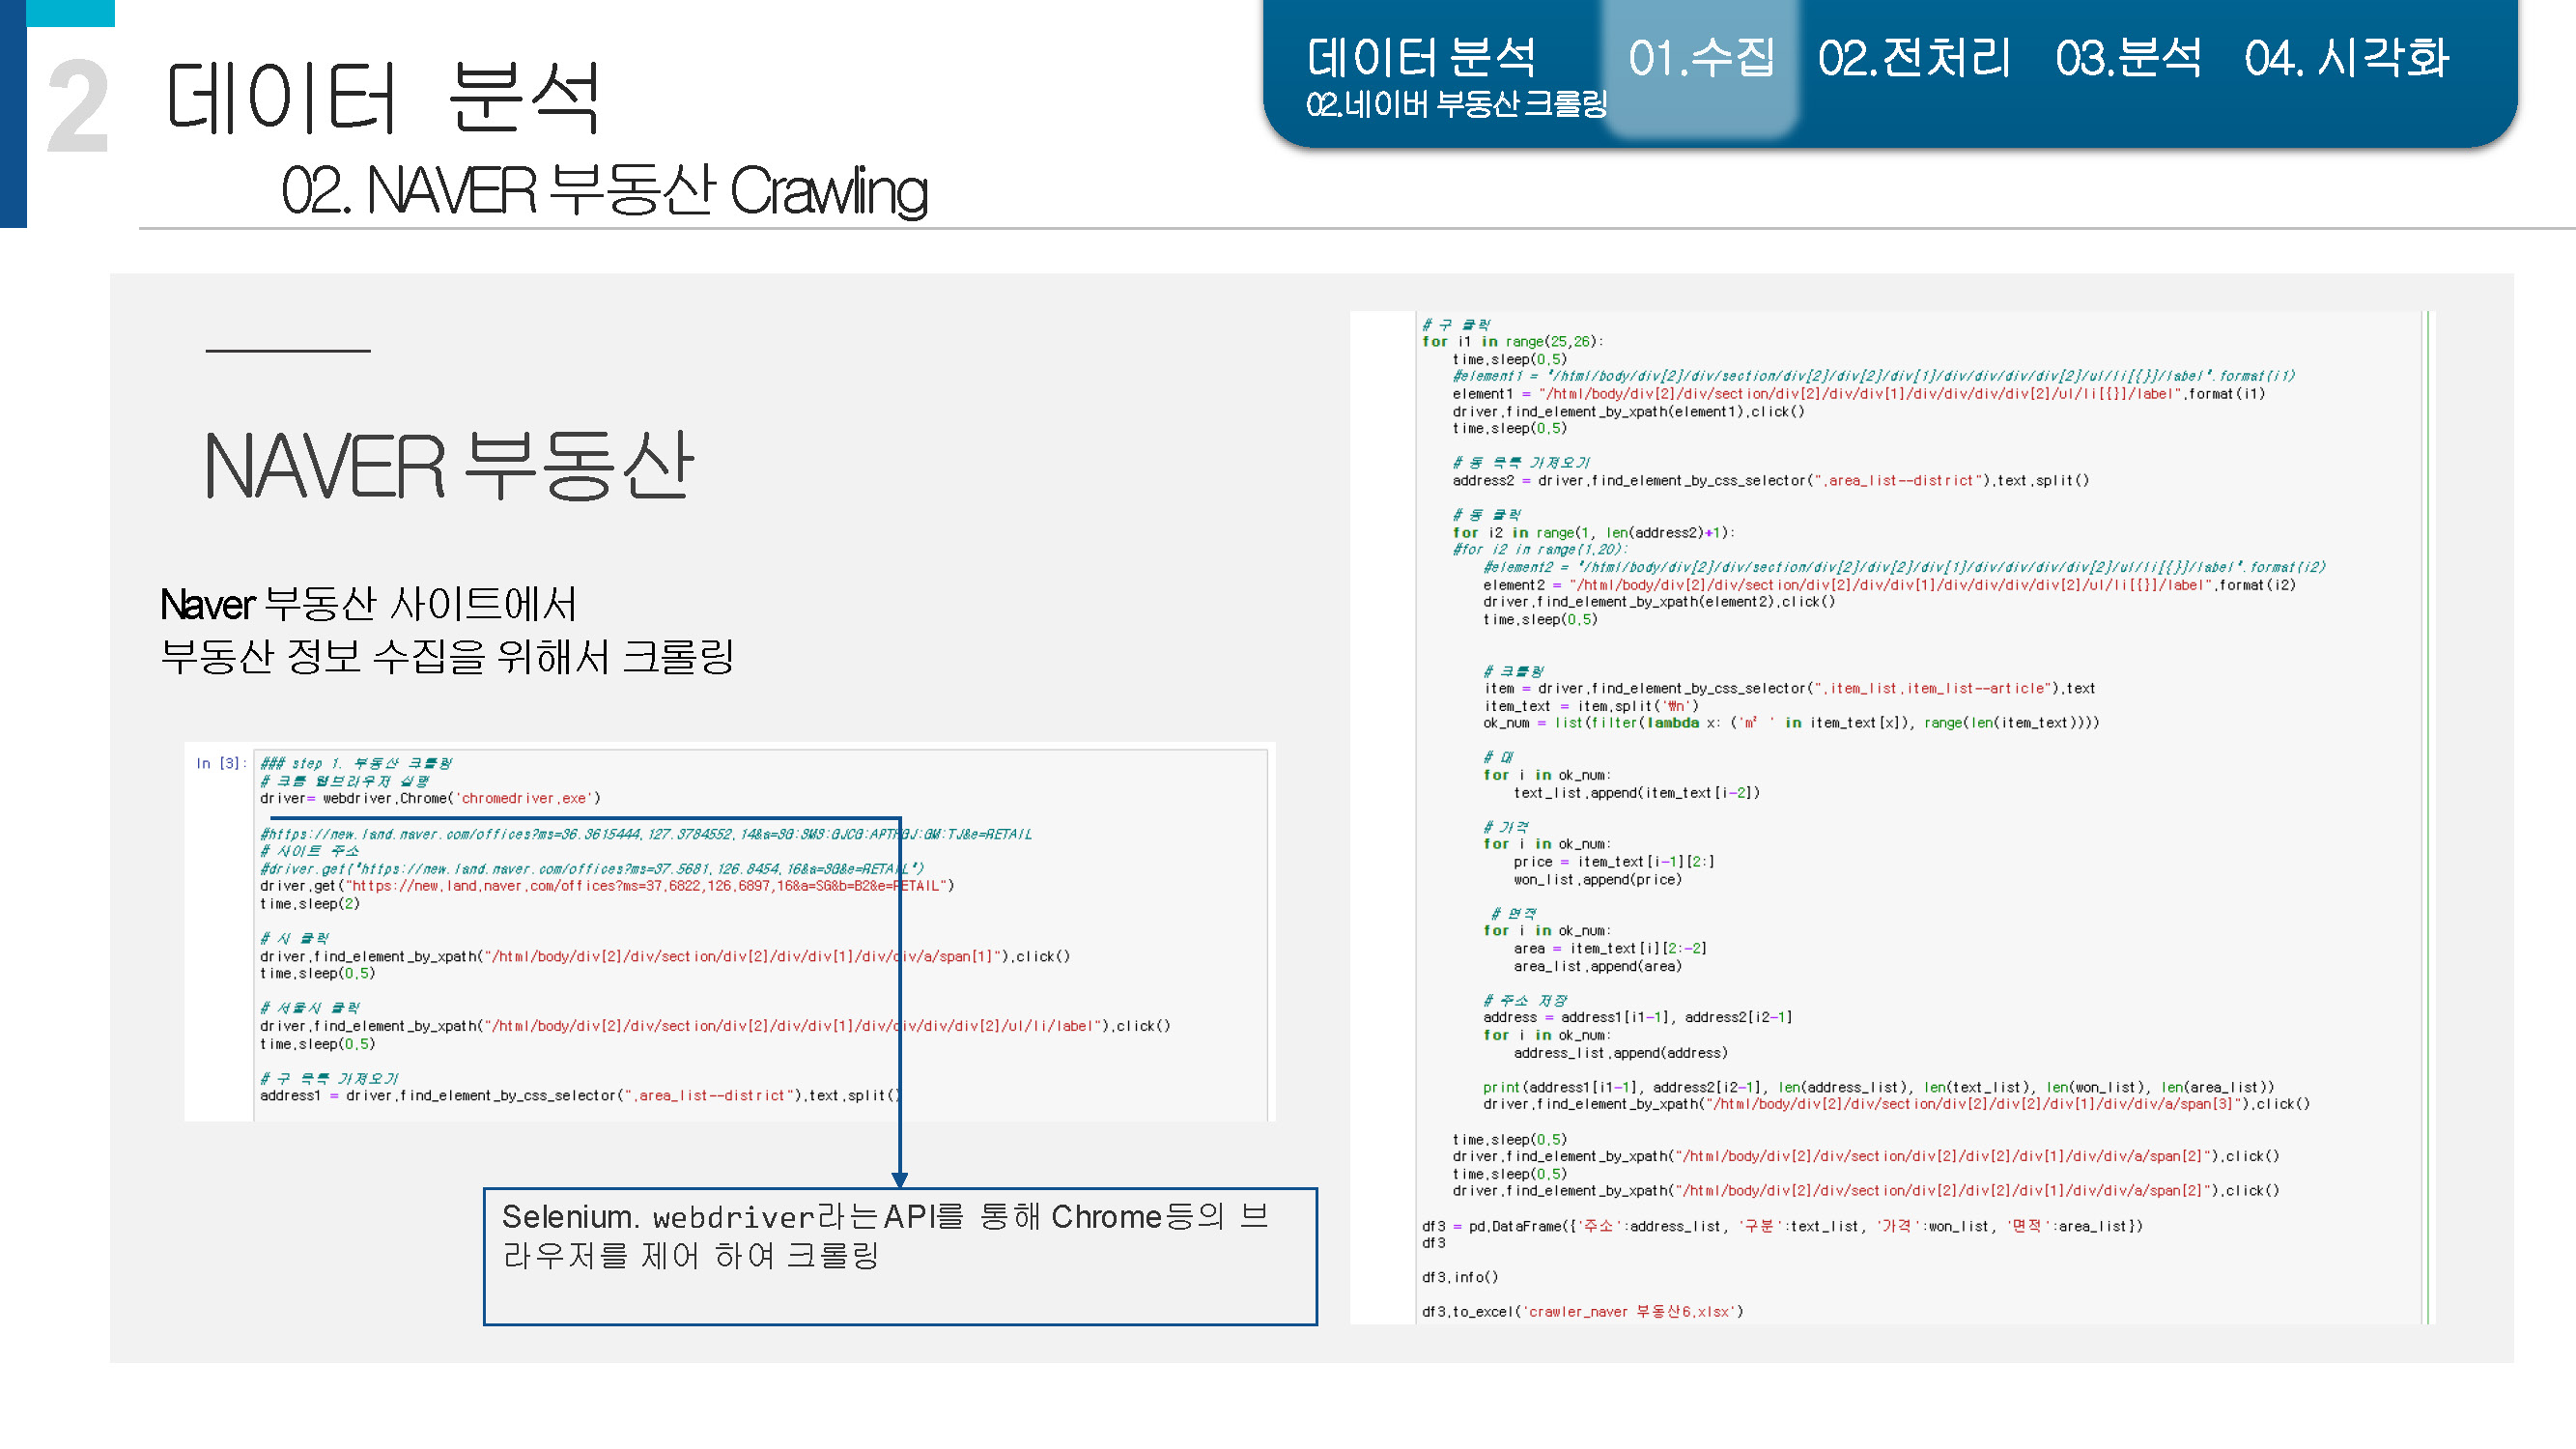 2
데이터 분석
02. NAVER 부동산 Crawling
데이터 분석
01.수집
02.전처리
03.분석
04. 시각화
02.네이버 부동산 크롤링
NAVER 부동산
Naver 부동산 사이트에서
부동산 정보 수집을 위해서 크롤링
In [3]:
### step 1. 부동산 크롤링
# 크롬 웹브라우저 실행
driver= webdriver.Chrome('chromedriver.exe')
#https://new.land.naver.com/offices?ms=36.3615444,127.3784552,14&a=SG:SMS:GJCG:APTHGJ:GM:TJ&e=RETAIL
# 사이트 주소
#driver.get("https://new.land.naver.com/offices?ms=37.5681,126.8454,16&a=SG&e=RETAIL")
driver.get("https://new.land.naver.com/offices?ms=37.6822,126.6897,16&a=SG&b=B2&e=RETAIL")
time.sleep(2)
# 시 클릭
driver.find_element_by_xpath("/html/body/div[2]/div/section/div[2]/div/div[1]/div/div/a/span[1]").click()
time.sleep(0.5)
# 서울시 클릭
driver.find_element_by_xpath("/html/body/div[2]/div/section/div[2]/div/div[1]/div/div/div/div[2]/ul/li/label").click()
time.sleep(0.5)
# 구 목록 가져오기
address1 = driver.find_element_by_css_selector(".area_list--district").text.split()
Selenium. webdriver라는 API를 통해 Chrome등의 브
라우저를 제어 하여 크롤링
# 구 클릭
for i1 in range(25,26):
time.sleep(0.5)
#element1 = "/html/body/div[2]/div/section/div[2]/div[2]/div[1]/div/div/div/div[2]/ul/li[{}]/label".format(i1)
element1 = "/html/body/div[2]/div/section/div[2]/div/div[1]/div/div/div/div[2]/ul/li[{}]/label".format(i1)
driver.find_element_by_xpath(element1).click()
time.sleep(0.5)
# 동 목록 가져오기
address2 = driver.find_element_by_css_selector(".area_list--district").text.split()
# 동 클릭
for i2 in range(1, len(address2)+1):
#for i2 in range(1,20):
#element2 = "/html/body/div[2]/div/section/div[2]/div[2]/div[1]/div/div/div/div[2]/ul/li[{}]/label".format(i2)
element2 = "/html/body/div[2]/div/section/div[2]/div/div[1]/div/div/div/div[2]/ul/li[{}]/label".format(i2)
driver.find_element_by_xpath(element2).click()
time.sleep(0.5)
# 크롤링
item = driver.find_element_by_css_selector(".item_list.item_list--article").text
item_text = item.split('₩n')
ok_num = list(filter(lambda x: ('㎡ ' in item_text[x]), range(len(item_text))))
# 대
for i in ok_num:
text_list.append(item_text[i-2])
# 가격
for i in ok_num:
price = item_text[i-1][2:]
won_list.append(price)
# 면적
for i in ok_num:
area = item_text[i][2:-2]
area_list.append(area)
# 주소 저장
address = address1[i1-1], address2[i2-1]
for i in ok_num:
address_list.append(address)
print(address1[i1-1], address2[i2-1], len(address_list), len(text_list), len(won_list), len(area_list))
driver.find_element_by_xpath("/html/body/div[2]/div/section/div[2]/div[2]/div[1]/div/div/a/span[3]").click()
time.sleep(0.5)
driver.find_element_by_xpath("/html/body/div[2]/div/section/div[2]/div[2]/div[1]/div/div/a/span[2]").click()
time.sleep(0.5)
driver.find_element_by_xpath("/html/body/div[2]/div/section/div[2]/div[2]/div[1]/div/div/a/span[2]").click()
df3 = pd.DataFrame({'주소':address_list, '구분':text_list, '가격':won_list, '면적':area_list})
df3
df3.info()
df3.to_excel('crawler_naver 부동산6.xlsx')